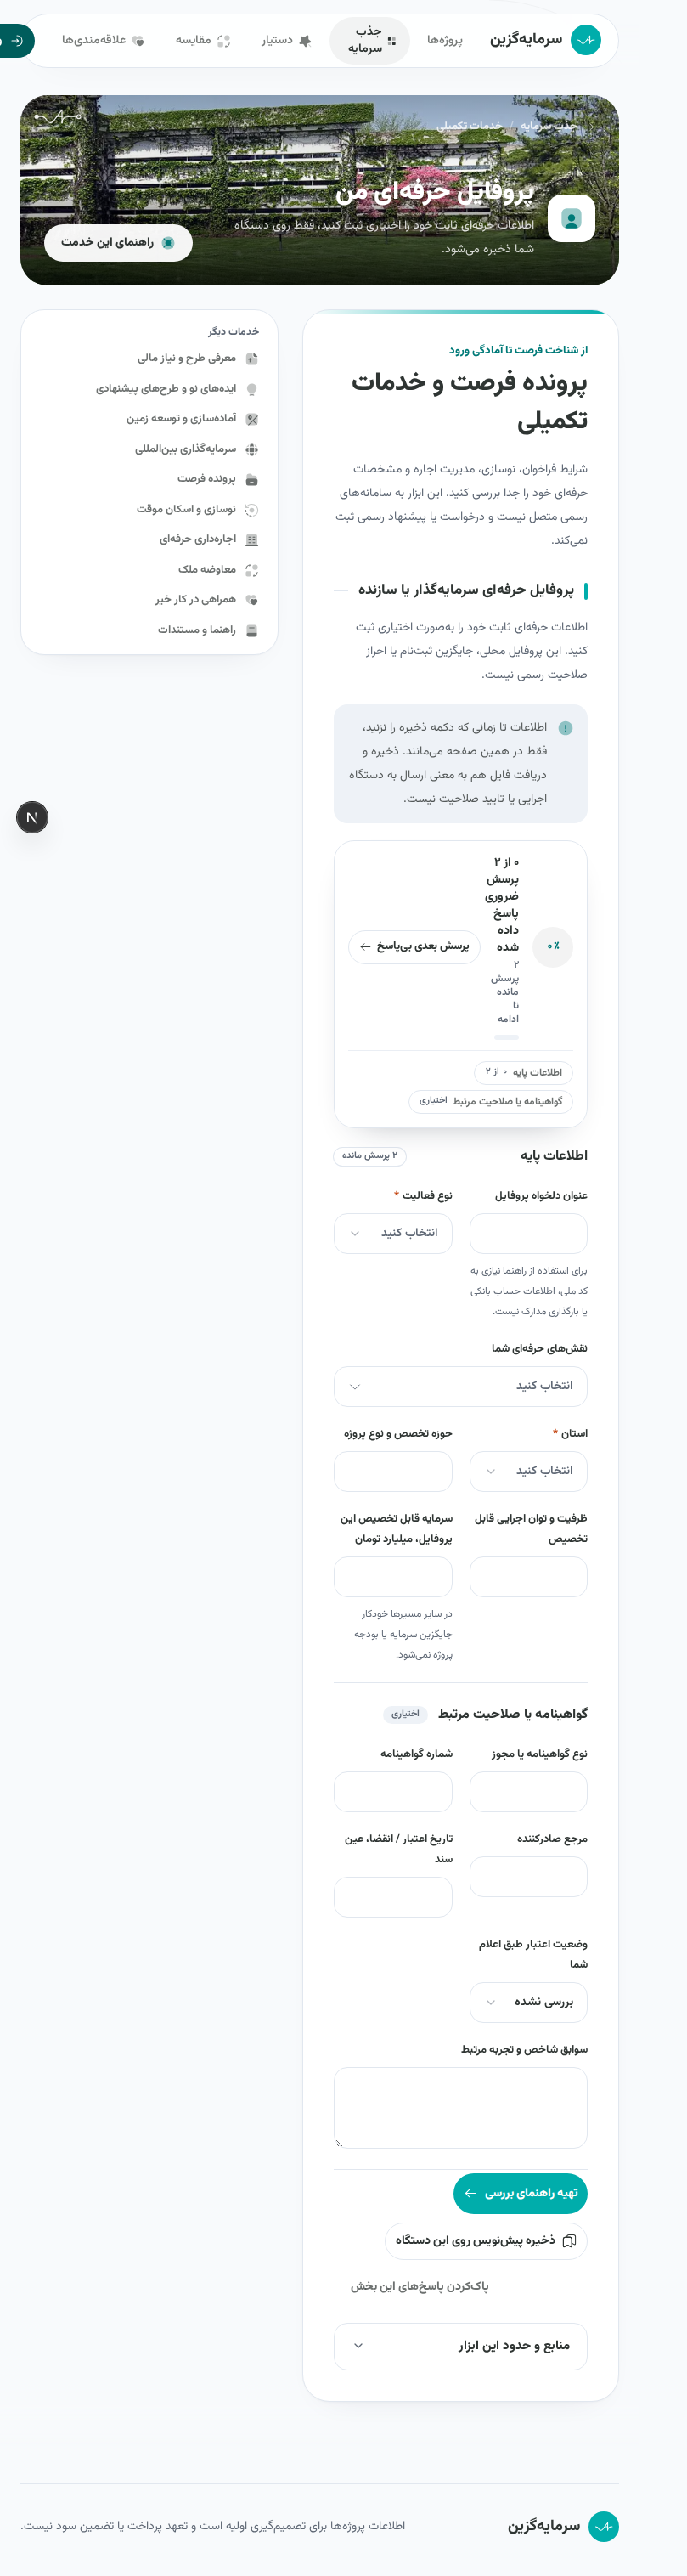 سرمایه‌گزین
پروژه‌ها
جذب
سرمایه
دستیار
مقایسه
علاقه‌مندی‌ها
جذب سرمایه / خدمات تکمیلی
پروفایل حرفه‌ای من
اطلاعات حرفه‌ای ثابت خود را اختیاری ثبت کنید، فقط روی دستگاه
شما ذخیره می‌شود.
راهنمای این خدمت
از شناخت فرصت تا آمادگی ورود
پرونده فرصت و خدمات
تکمیلی
شرایط فراخوان، نوسازی، مدیریت اجاره و مشخصات
حرفه‌ای خود را جدا بررسی کنید. این ابزار به سامانه‌های
رسمی متصل نیست و درخواست یا پیشنهاد رسمی ثبت
نمی‌کند.
پروفایل حرفه‌ای سرمایه‌گذار یا سازنده
اطلاعات حرفه‌ای ثابت خود را به‌صورت اختیاری ثبت
کنید. این پروفایل محلی، جایگزین ثبت‌نام یا احراز
صلاحیت رسمی نیست.
اطلاعات تا زمانی که دکمه ذخیره را نزنید،
فقط در همین صفحه می‌مانند. ذخیره و
دریافت فایل هم به معنی ارسال به دستگاه
اجرایی یا تایید صلاحیت نیست.
۰٪
۰ از ۲
پرسش
ضروری
پاسخ
داده
شده
۲
پرسش
مانده
تا
ادامه
پرسش بعدی بی‌پاسخ
اطلاعات پایه ۰ از ۲
گواهینامه یا صلاحیت مرتبط اختیاری
اطلاعات پایه
۲ پرسش مانده
عنوان دلخواه پروفایل
برای استفاده از راهنما نیازی به
کد ملی، اطلاعات حساب بانکی
یا بارگذاری مدارک نیست.
نوع فعالیت *
انتخاب کنید
نقش‌های حرفه‌ای شما
انتخاب کنید
استان *
انتخاب کنید
حوزه تخصص و نوع پروژه
ظرفیت و توان اجرایی قابل
تخصیص
سرمایه قابل تخصیص این
پروفایل، میلیارد تومان
در سایر مسیرها خودکار
جایگزین سرمایه یا بودجه
پروژه نمی‌شود.
گواهینامه یا صلاحیت مرتبط
اختیاری
نوع گواهینامه یا مجوز
شماره گواهینامه
مرجع صادرکننده
تاریخ اعتبار / انقضا، عین
سند
وضعیت اعتبار طبق اعلام
شما
بررسی نشده
سوابق شاخص و تجربه مرتبط
تهیه راهنمای بررسی
ذخیره پیش‌نویس روی این دستگاه
پاک‌کردن پاسخ‌های این بخش
منابع و حدود این ابزار
خدمات دیگر
معرفی طرح و نیاز مالی
ایده‌های نو و طرح‌های پیشنهادی
آماده‌سازی و توسعه زمین
سرمایه‌گذاری بین‌المللی
پرونده فرصت
نوسازی و اسکان موقت
اجاره‌داری حرفه‌ای
معاوضه ملک
همراهی در کار خیر
راهنما و مستندات
N
سرمایه‌گزین
اطلاعات پروژه‌ها برای تصمیم‌گیری اولیه است و تعهد پرداخت یا تضمین سود نیست.